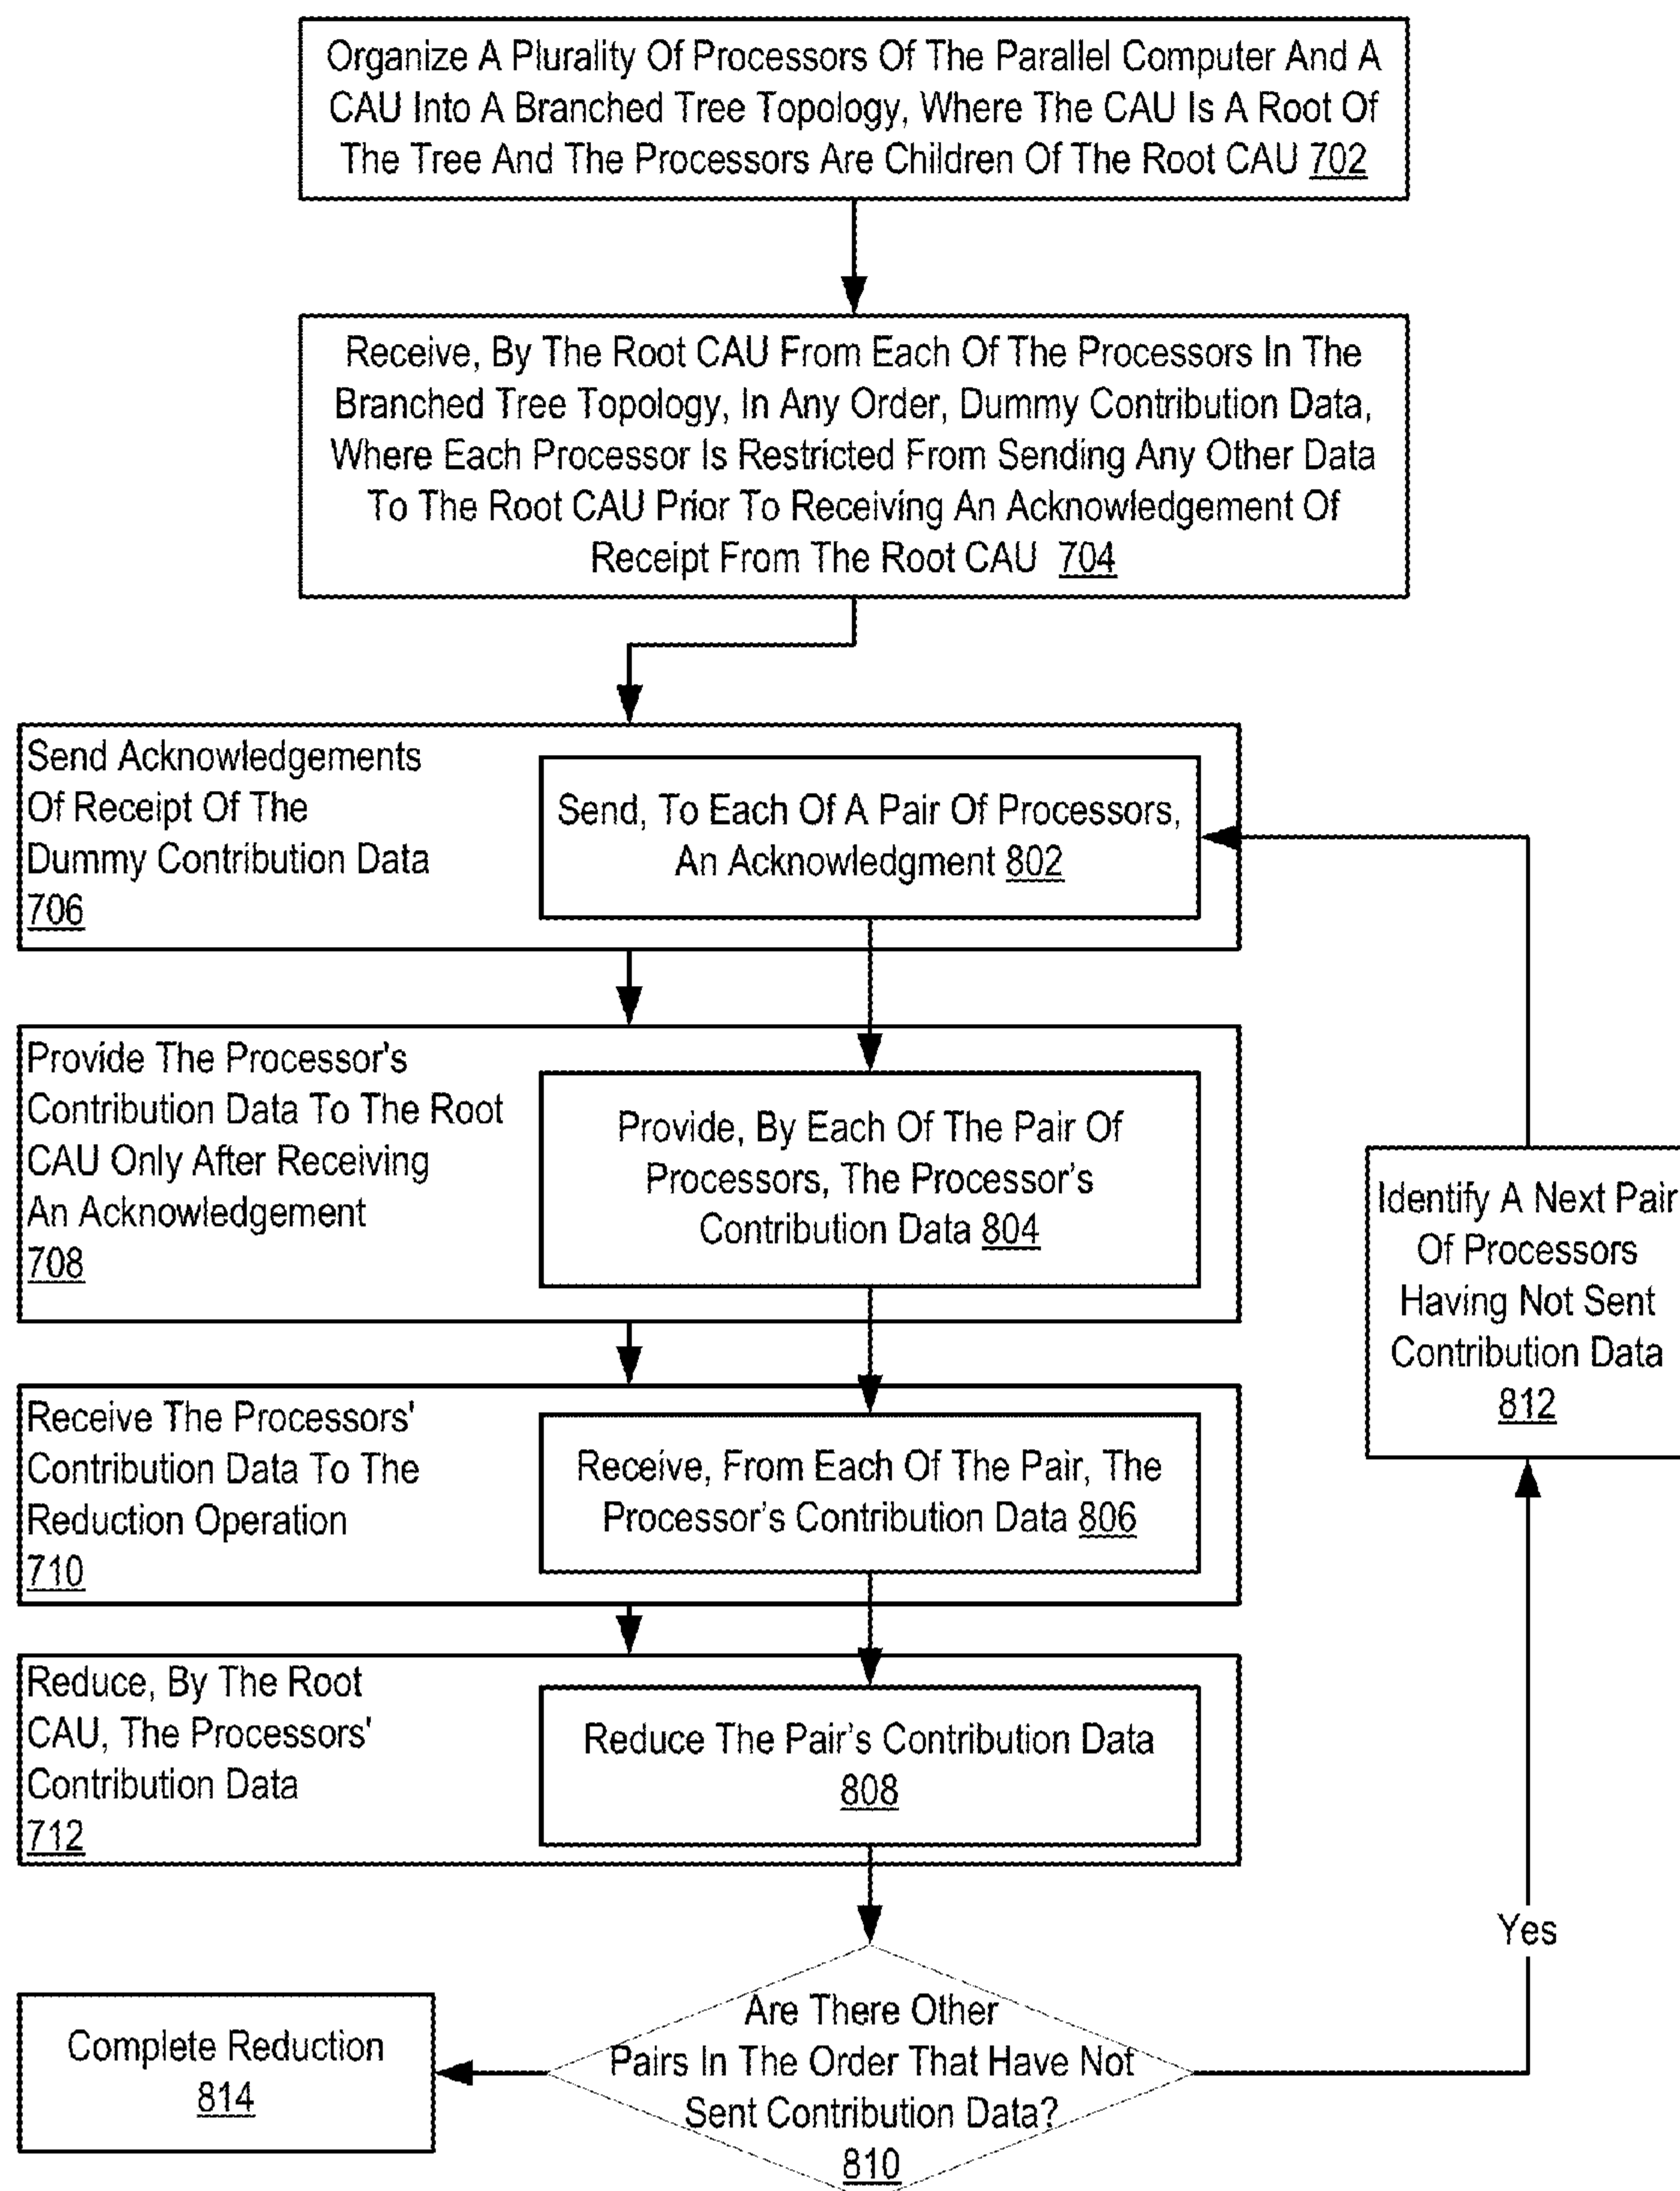 Organize A Plurality Of Processors Of The Parallel Computer And A
CAU Into A Branched Tree Topology, Where The CAU Is A Root Of
The Tree And The Processors Are Children Of The Root CAU 702
Receive, By The Root CAU From Each Of The Processors In The
Branched Tree Topology, In Any Order, Dummy Contribution Data,
Where Each Processor Is Restricted From Sending Any Other Data
To The Root CAU Prior To Receiving An Acknowledgement Of
Receipt From The Root CAU 704
Send Acknowledgements
Of Receipt Of The
Dummy Contribution Data
706
Send, To Each Of A Pair Of Processors,
An Acknowledgment 802
Provide The Processor's
Contribution Data To The Root
CAU Only After Receiving
An Acknowledgement
708
Provide, By Each Of The Pair Of
Processors, The Processor's
Contribution Data 804
Identify A Next Pair
Of Processors
Having Not Sent
Contribution Data
812
Receive The Processors'
Contribution Data To The
Reduction Operation
710
Receive, From Each Of The Pair, The
Processor's Contribution Data 806
Reduce, By The Root
CAU, The Processors'
Contribution Data
712
Reduce The Pair's Contribution Data
808
Yes
Are There Other
Pairs In The Order That Have Not
Sent Contribution Data?
810
Complete Reduction
814